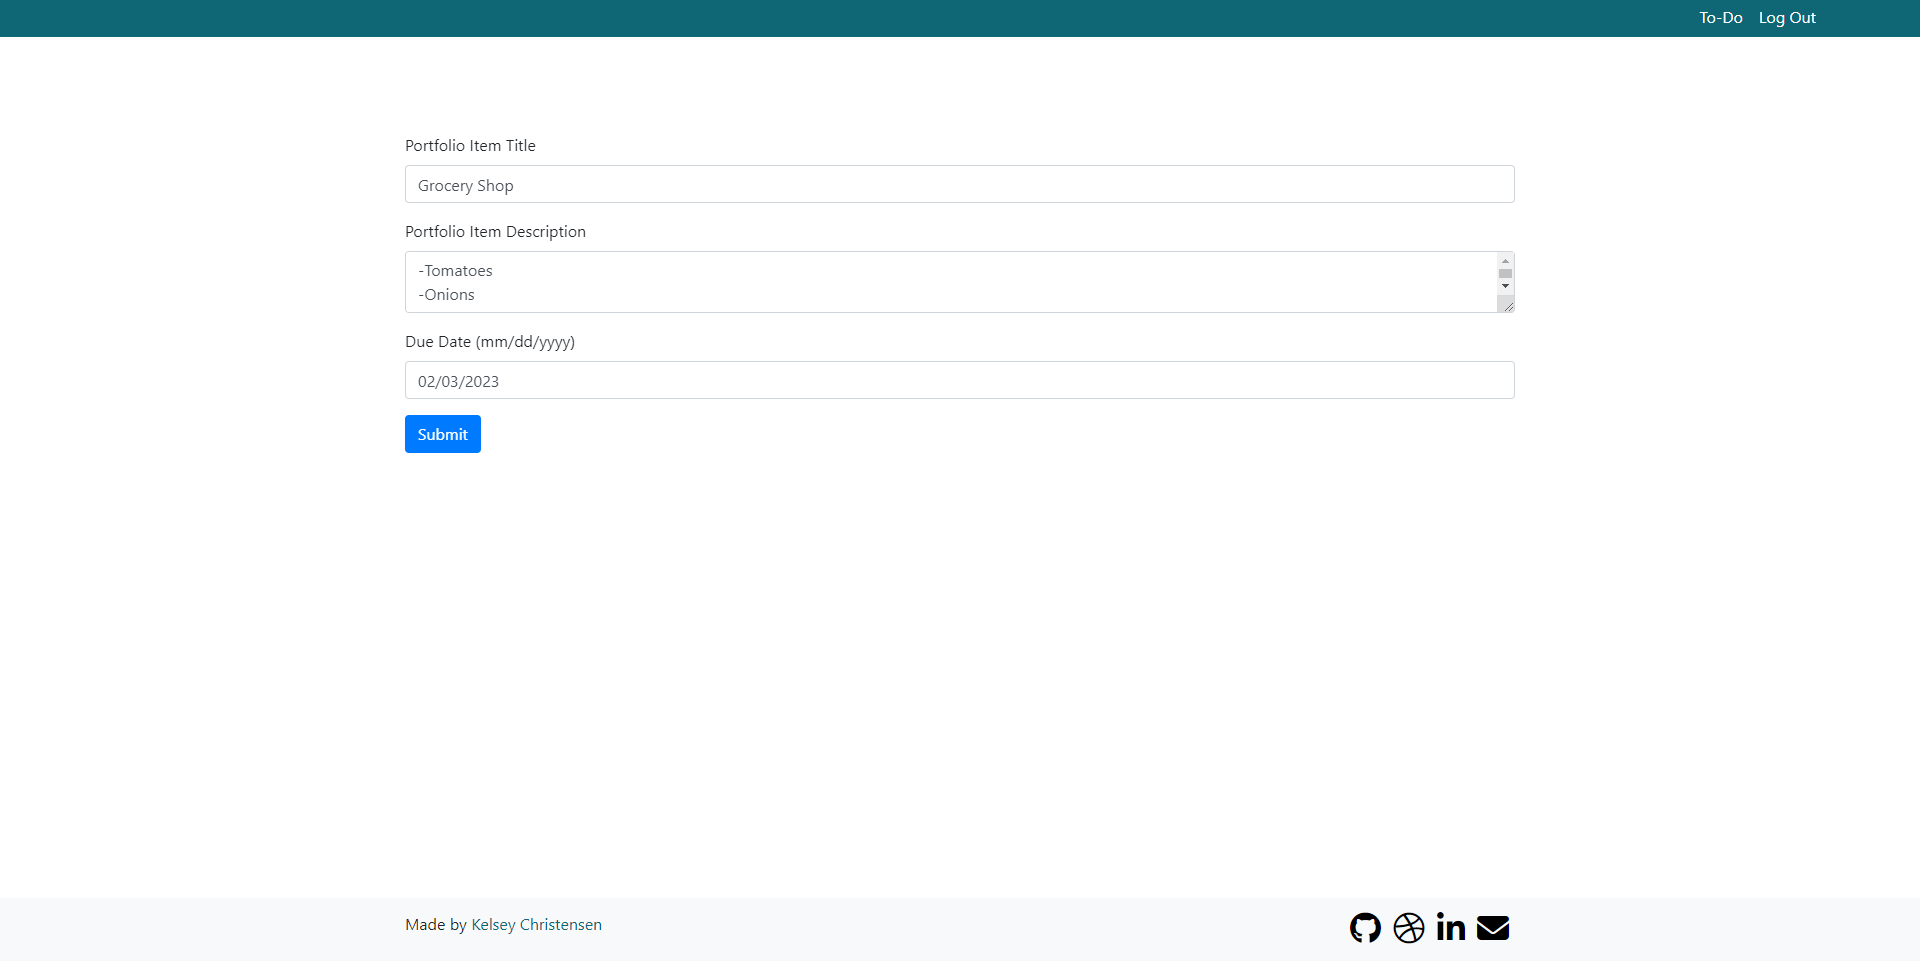 To-Do Log Out
Portfolio Item Title
Grocery Shop
Portfolio Item Description
-Tomatoes
-Onions
Due Date (mm/dd/yyyy)
02/03/2023
Submit
Made by Kelsey Christensen